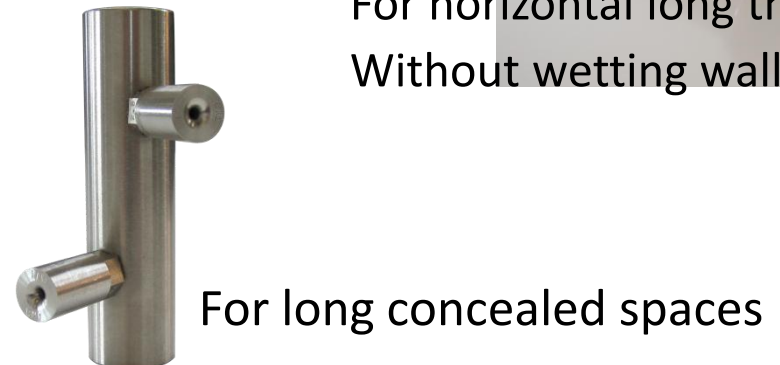 For horizontal long
Without wetting wall
For long concealed spaces